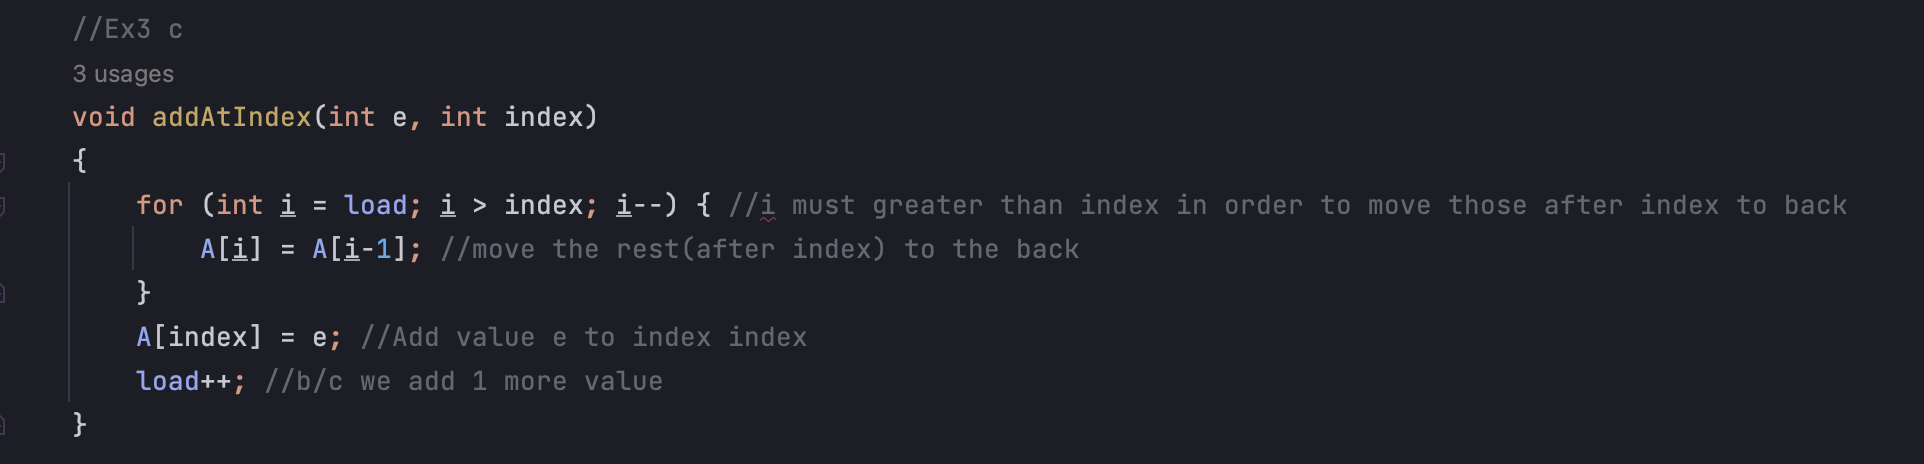 //Ex3 c
3 usages
void addAtIndex(int e, int index)
{
for (int i = load; i > index; i--) { //i must greater than index in order to move those after index to back
A[i] = A[i-1]; //move the rest(after index) to the back
}
A[index] = e; //Add value e to index index
load++; //b/c we add 1 more value
}